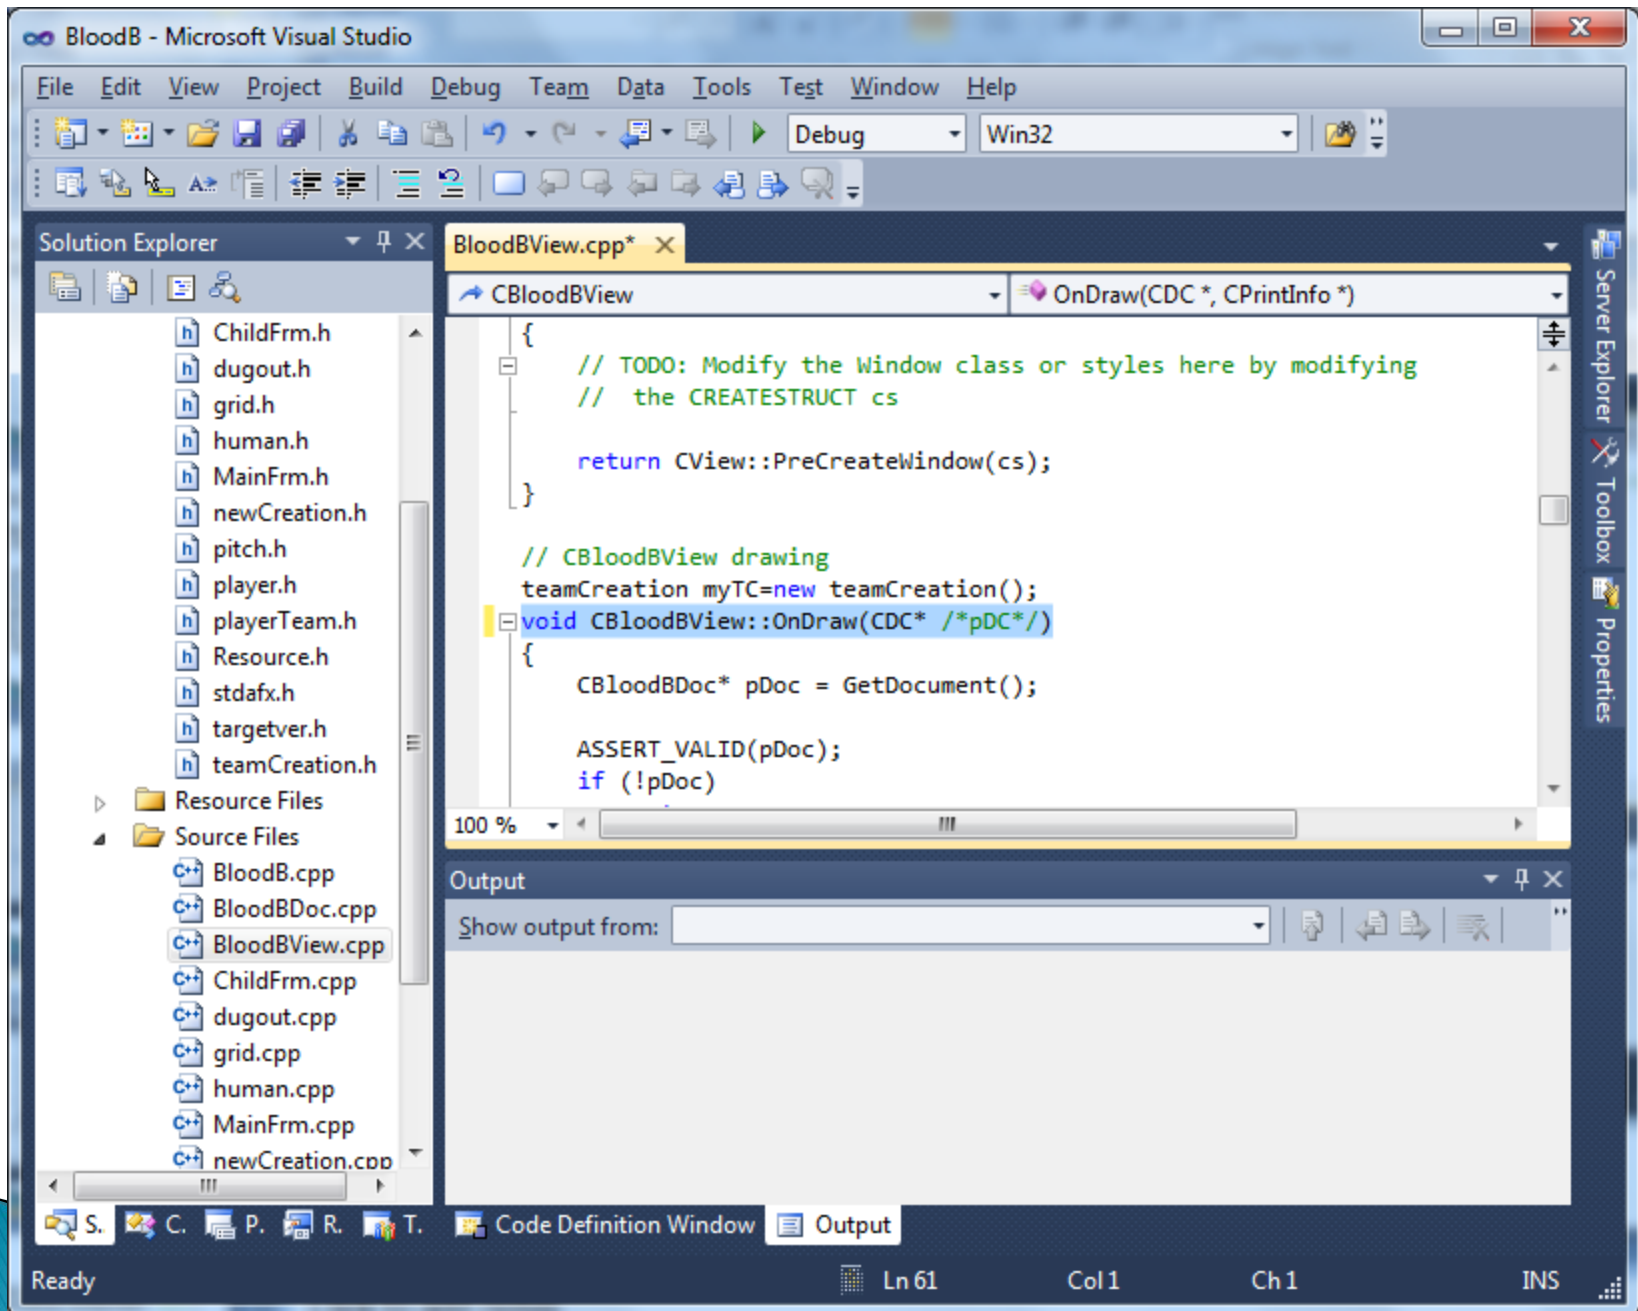 BloodB - Microsoft Visual Studio
File Edit View Project Build Debug Team Data Tools Test Window Help
Debug Win32
Solution Explorer
ChildFrm.h
dugout.h
grid.h
human.h
MainFrm.h
newCreation.h
pitch.h
player.h
playerTeam.h
Resource.h
stdafx.h
targetver.h
teamCreation.h
Resource Files
Source Files
BloodB.cpp
BloodBDoc.cpp
BloodBView.cpp
ChildFrm.cpp
dugout.cpp
grid.cpp
human.cpp
MainFrm.cpp
newCreation.cpp
S.. C. P. R. T.
BloodBView.cpp*
CBloodBView OnDraw(CDC *, CPrintInfo *)
{
// TODO: Modify the Window class or styles here by modifying
//  the CREATESTRUCT cs
return CView::PreCreateWindow(cs);
}
// CBloodBView drawing
teamCreation myTC=new teamCreation();
void CBloodBView::OnDraw(CDC* /*pDC*/)
{
CBloodBDoc* pDoc = GetDocument();
ASSERT_VALID(pDoc);
if (!pDoc)
100 %
Output
Show output from:
Code Definition Window Output
Server Explorer
Toolbox
Properties
Ready Ln 61 Col 1 Ch 1 INS